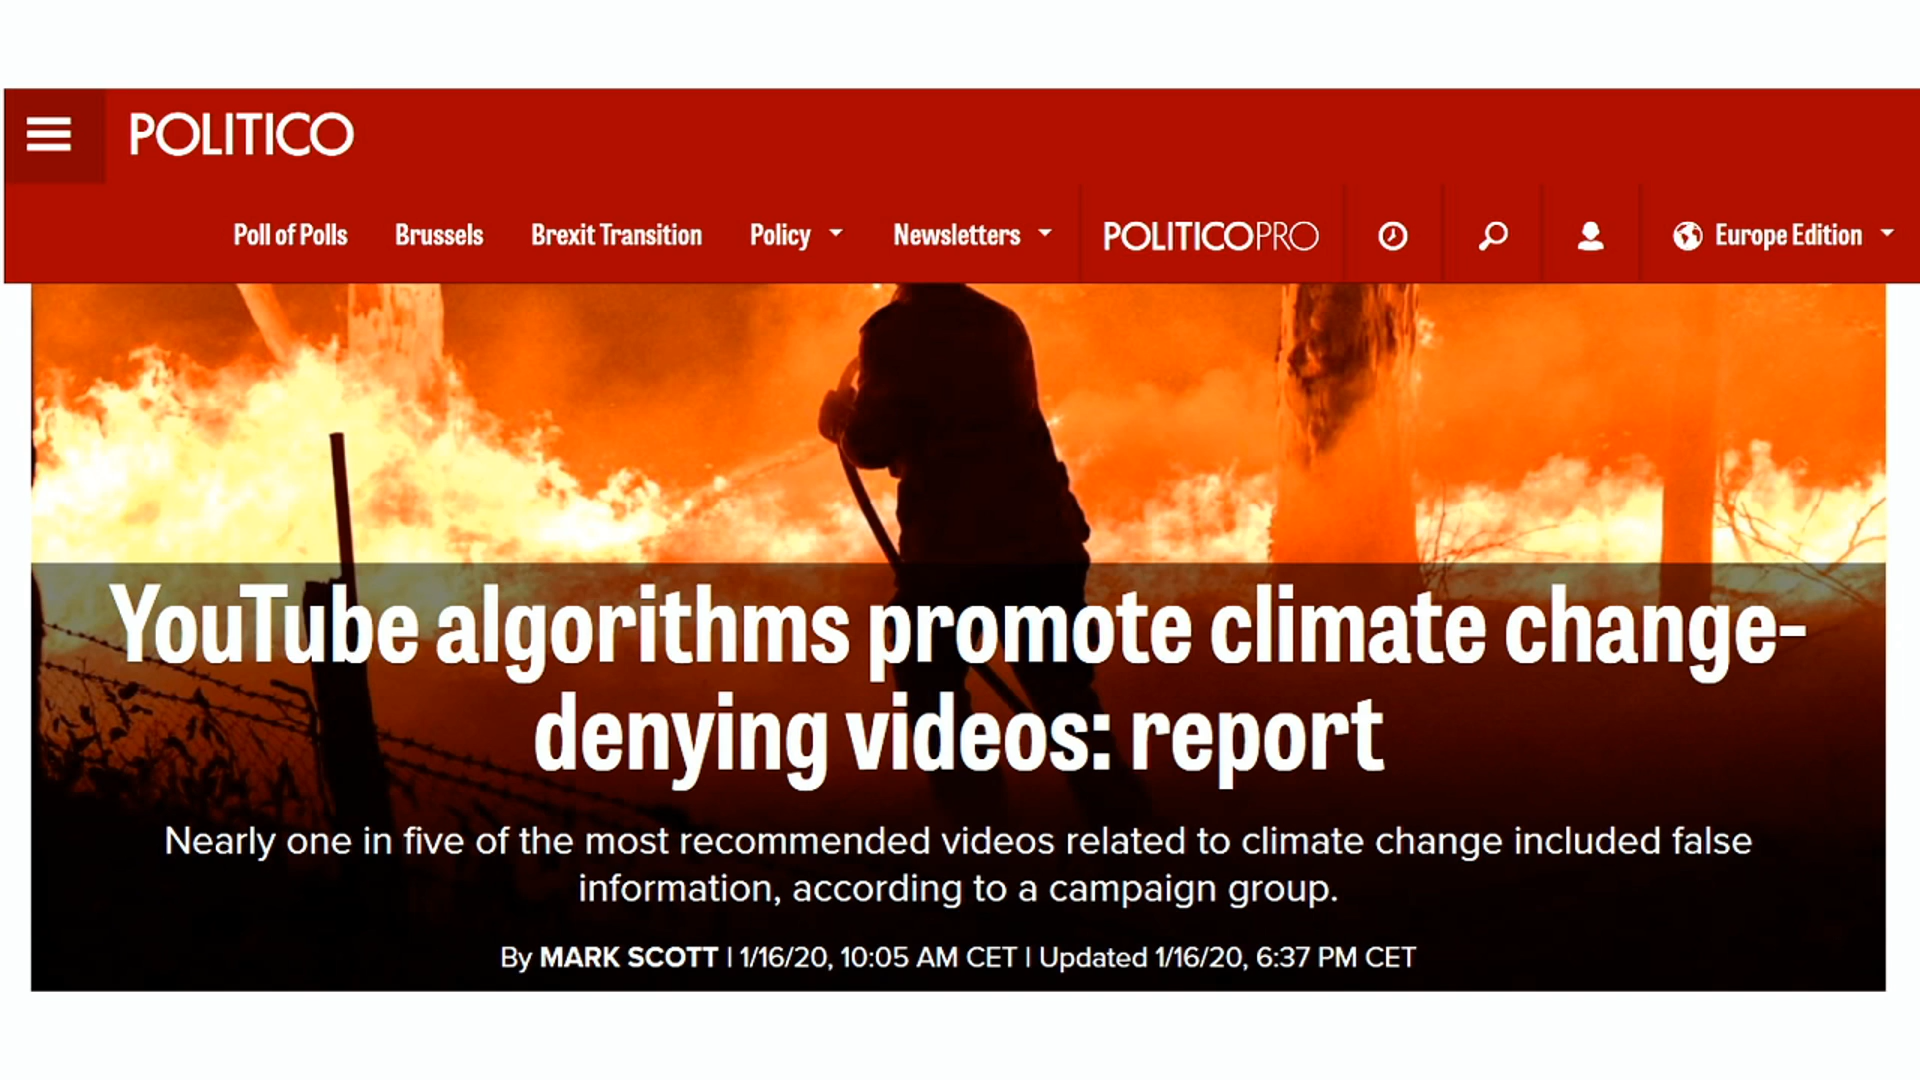 POLITICO
Poll of Polls Brussels Brexit Transition Policy Newsletters POLITICOPRO Europe Edition
YouTube algorithms promote climate change-
denying videos: report
Nearly one in five of the most recommended videos related to climate change included false
information, according to a campaign group.
By MARK SCOTT | 1/16/20, 10:05 AM CET | Updated 1/16/20, 6:37 PM CET